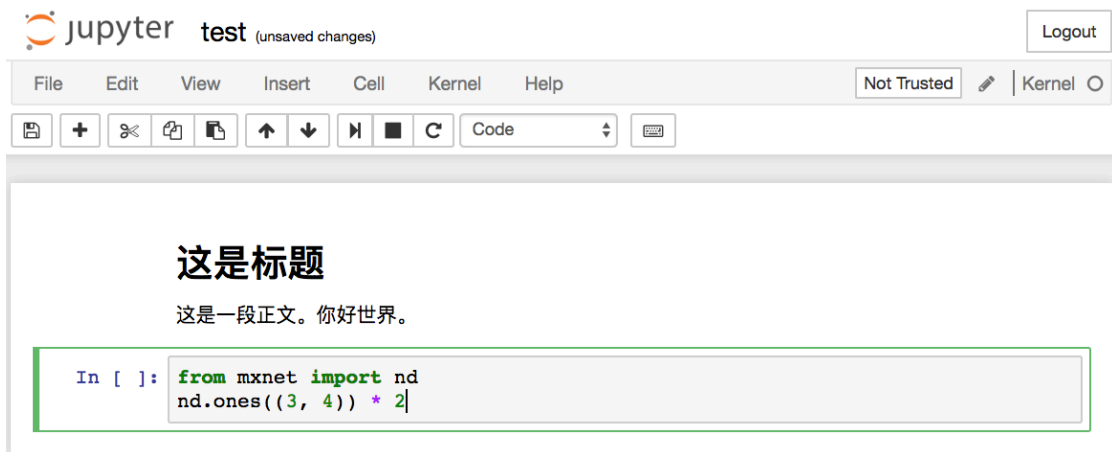 jupyter test (unsaved changes) Logout
File Edit View Insert Cell Kernel Help Not Trusted Kernel
Code
这是标题
这是一段正文。你好世界。
In [ ]: from mxnet import nd
nd.ones((3, 4)) * 2